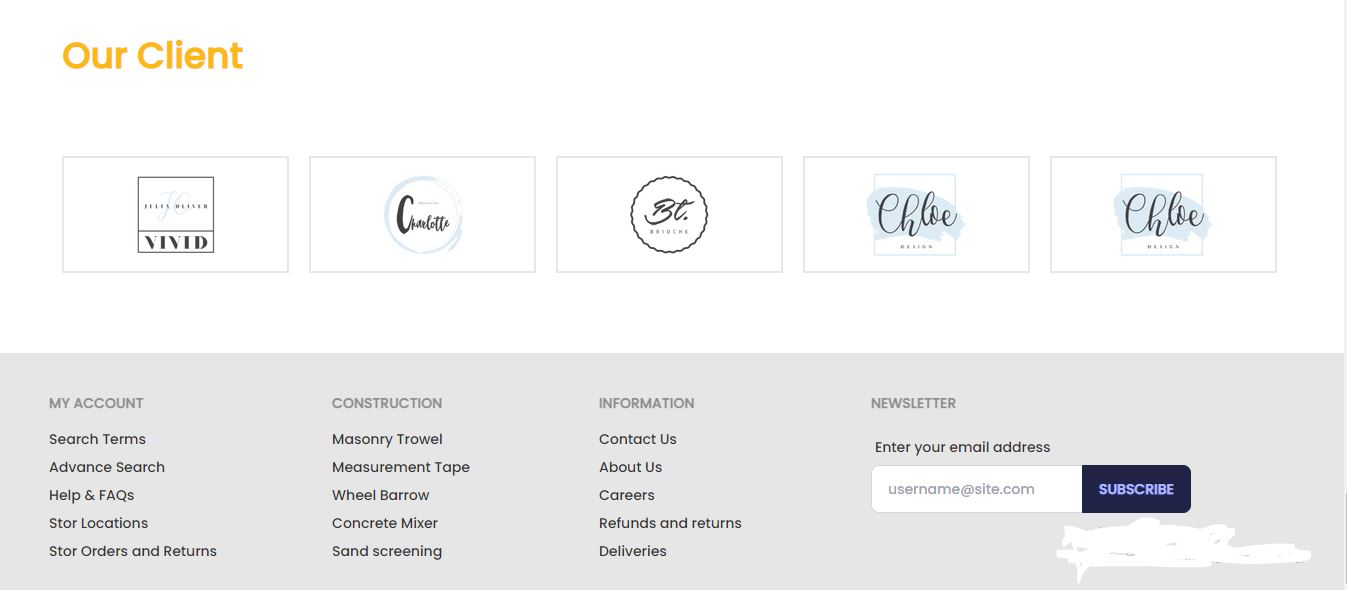 Our Client
JULEY OLIVER
VIVID
Charlotte
Bt.
BRIOCHE
Chloe
DESIGN
Chloe
DESIGN
MY ACCOUNT
Search Terms
Advance Search
Help & FAQs
Stor Locations
Stor Orders and Returns
CONSTRUCTION
Masonry Trowel
Measurement Tape
Wheel Barrow
Concrete Mixer
Sand screening
INFORMATION
Contact Us
About Us
Careers
Refunds and returns
Deliveries
NEWSLETTER
Enter your email address
username@site.com SUBSCRIBE